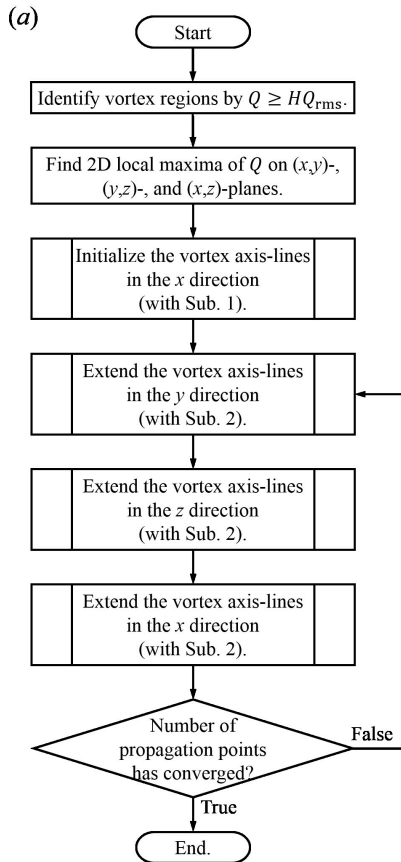 (a)
Start
Identify vortex regions by Q ≥ HQrms.
Find 2D local maxima of Q on (x,y)-,
(y,z)-, and (x,z)-planes.
Initialize the vortex axis-lines
in the x direction
(with Sub. 1).
Extend the vortex axis-lines
in the y direction
(with Sub. 2).
Extend the vortex axis-lines
in the z direction
(with Sub. 2).
Extend the vortex axis-lines
in the x direction
(with Sub. 2).
Number of
propagation points
has converged?
False
True
End.